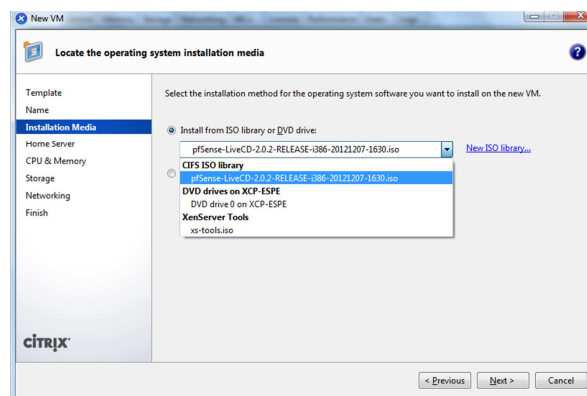 New VM
Locate the operating system installation media
Template
Name
Installation Media
Home Server
CPU & Memory
Storage
Networking
Finish
CITRIX
Select the installation method for the operating system software you want to install on the new VM.
Install from ISO library or DVD drive:
pfSense-LiveCD-2.0.2-RELEASE-i386-20121207-1630.iso
New ISO library...
CIFS ISO library
pfSense-LiveCD-2.0.2-RELEASE-i386-20121207-1630.iso
DVD drives on XCP-ESPE
DVD drive 0 on XCP-ESPE
XenServer Tools
xs-tools.iso
< Previous
Next >
Cancel